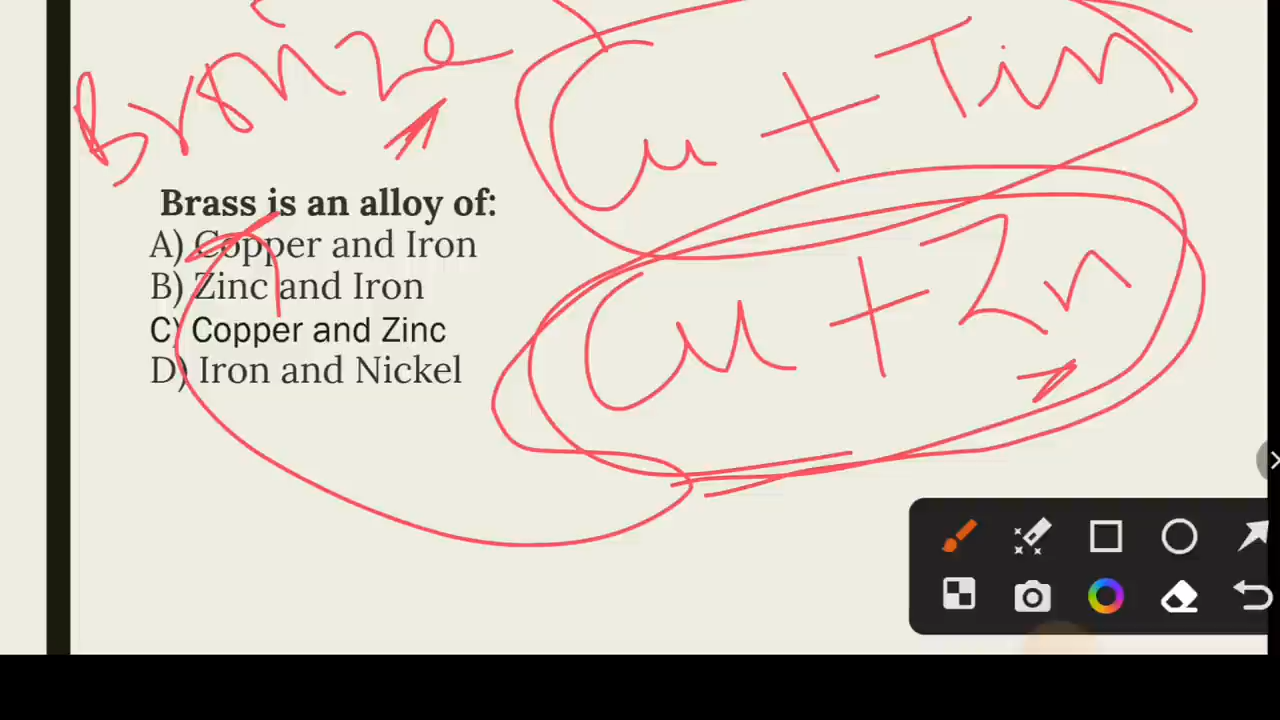 Bronze
Cu + Tin
Brass is an alloy of:
A) Copper and Iron
B) Zinc and Iron
C) Copper and Zinc
D) Iron and Nickel
Cu + Zn